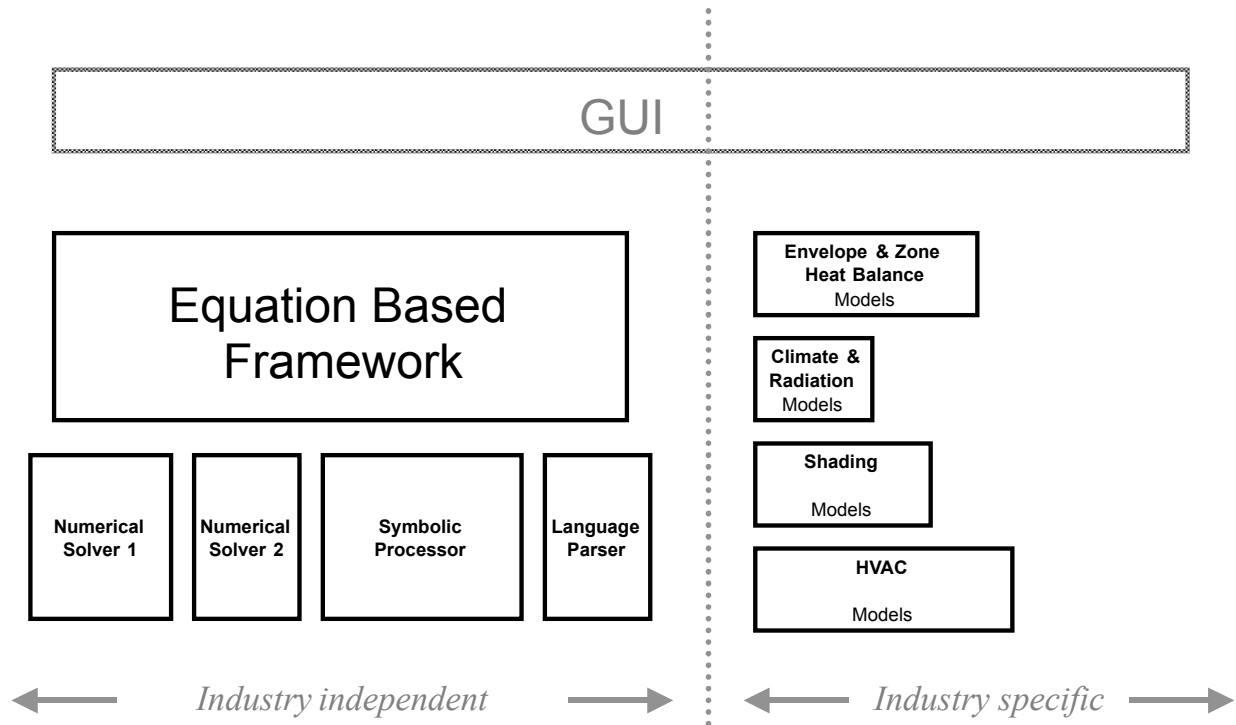 GUI
Equation Based
Framework
Numerical
Solver 1
Numerical
Solver 2
Symbolic
Processor
Language
Parser
Envelope & Zone
Heat Balance
Models
Climate &
Radiation
Models
Shading
Models
HVAC
Models
Industry independent
Industry specific